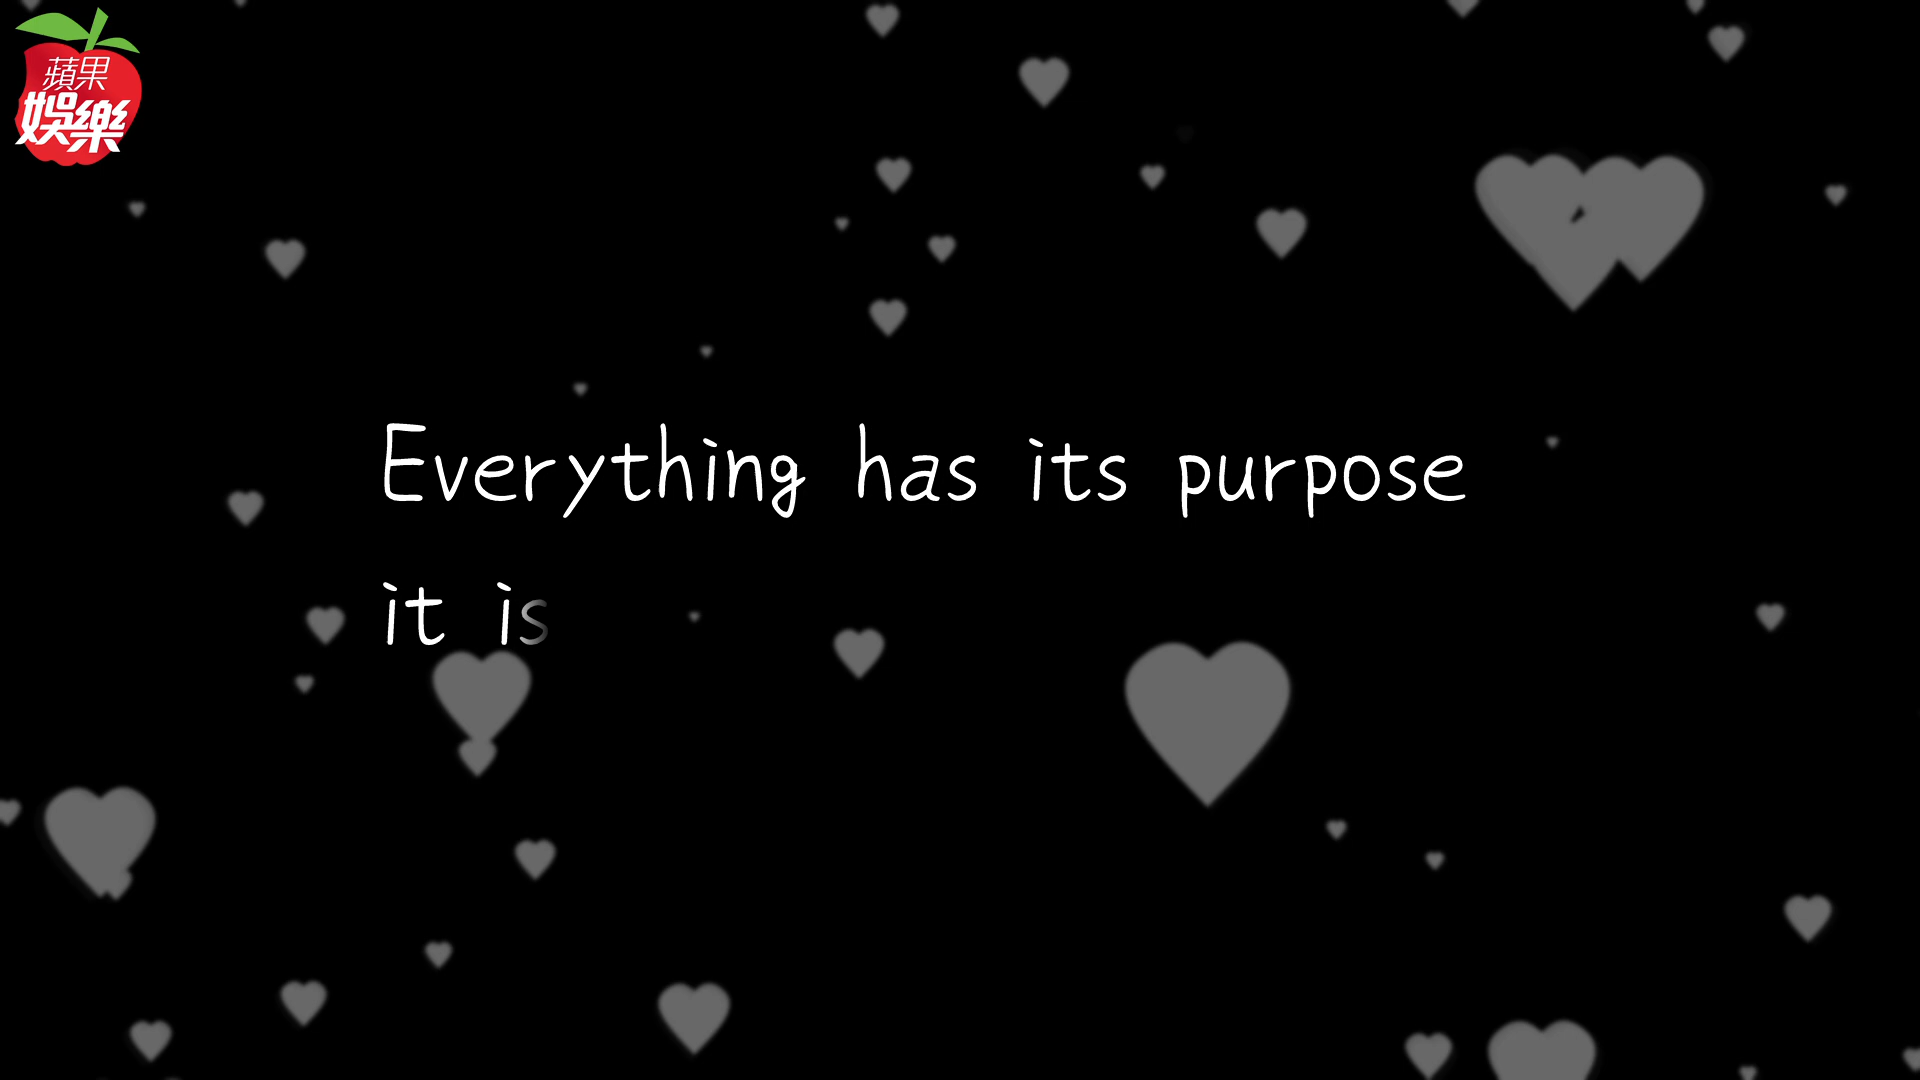 蘋果
娛樂
Everything has its purpose
it is